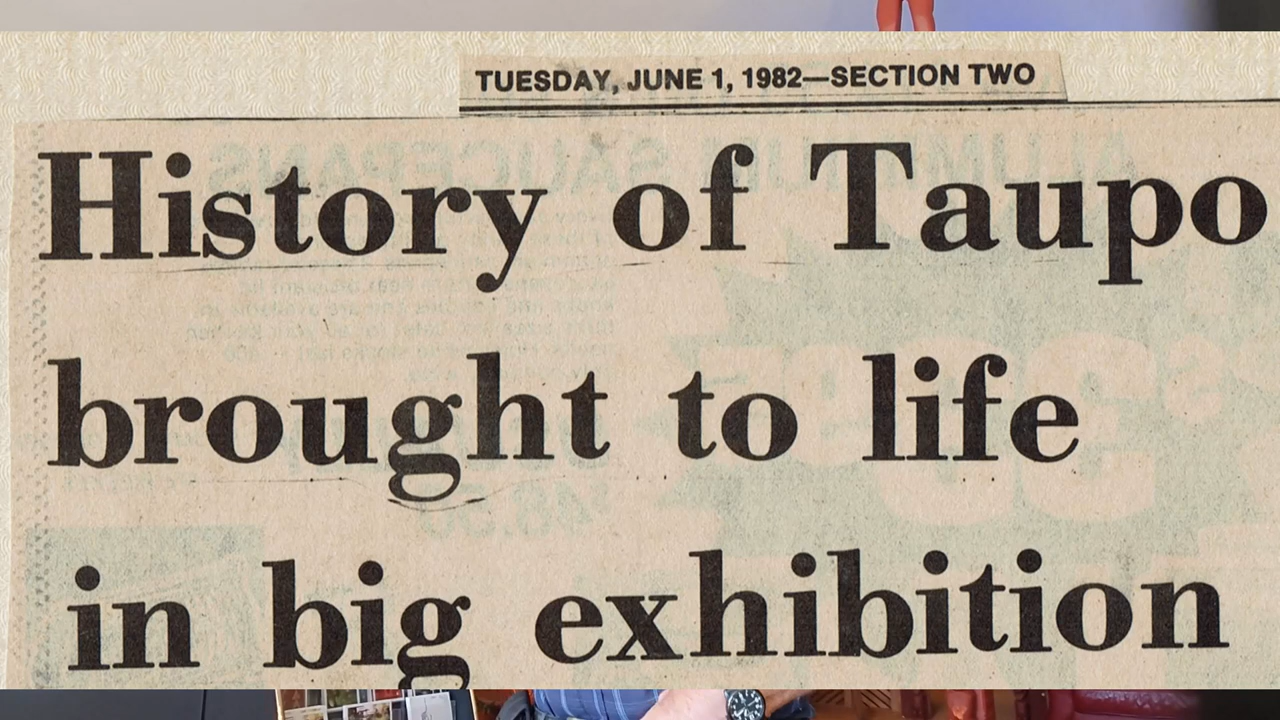 TUESDAY, JUNE 1, 1982—SECTION TWO
History of Taupo
brought to life
in big exhibition